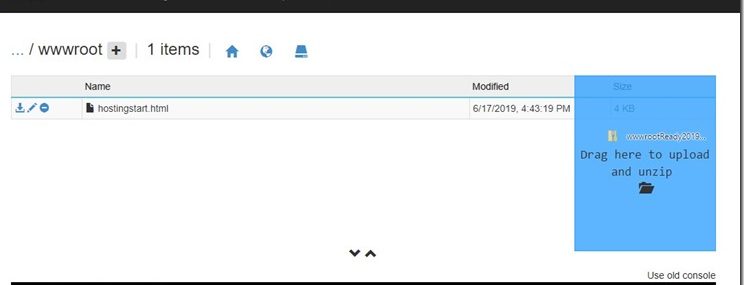 ... / wwwroot + | 1 items |
Name Modified Size
hostingstart.html 6/17/2019, 4:43:19 PM 4 KB
wwwrootReady2019...
Drag here to upload
and unzip
Use old console